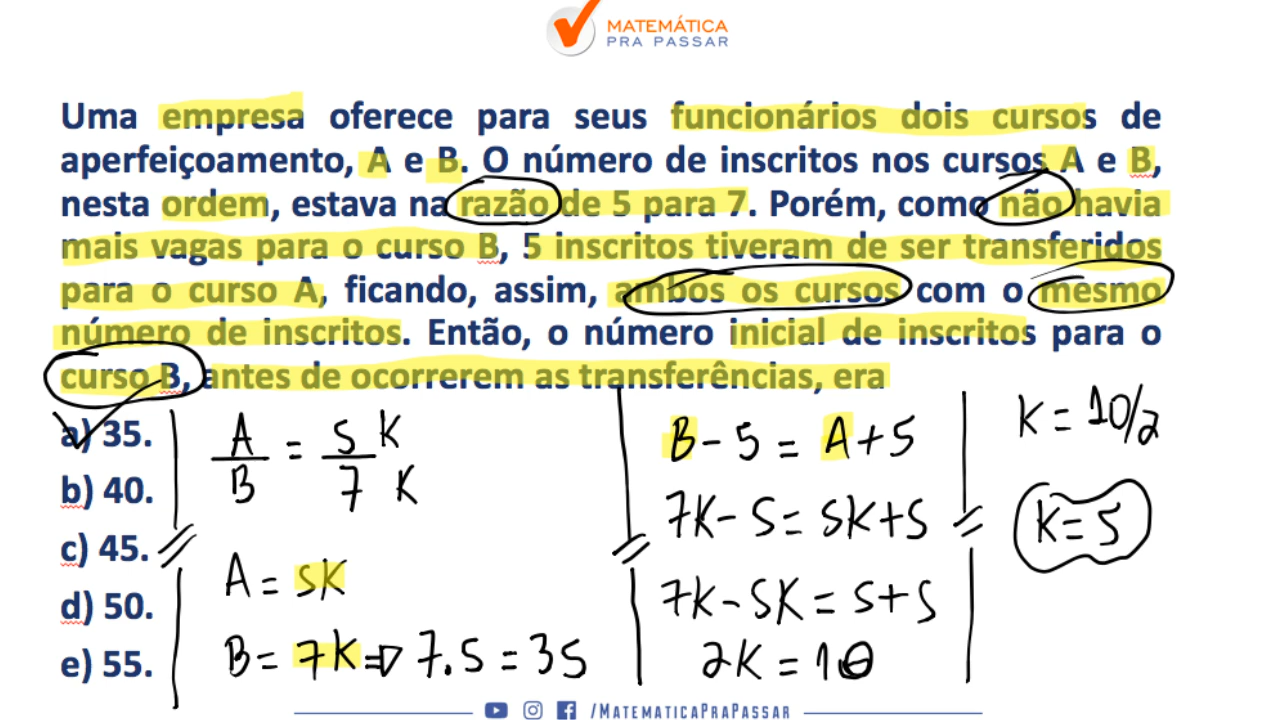 MATEMÁTICA
PRA PASSAR
Uma empresa oferece para seus funcionários dois cursos de
aperfeiçoamento, A e B. O número de inscritos nos cursos A e B,
nesta ordem, estava na razão de 5 para 7. Porém, como não havia
mais vagas para o curso B, 5 inscritos tiveram de ser transferidos
para o curso A, ficando, assim, ambos os cursos com o mesmo
número de inscritos. Então, o número inicial de inscritos para o
curso B, antes de ocorrerem as transferências, era
a) 35.
b) 40.
c) 45.
d) 50.
e) 55.
A/B = 5K/7K
A = 5K
B = 7K ⇒ 7.5 = 35
B - 5 = A + 5
7K - 5 = 5K + 5
7K - 5K = 5 + 5
2K = 10
K = 10/2
K = 5
/MatematicaPraPassar